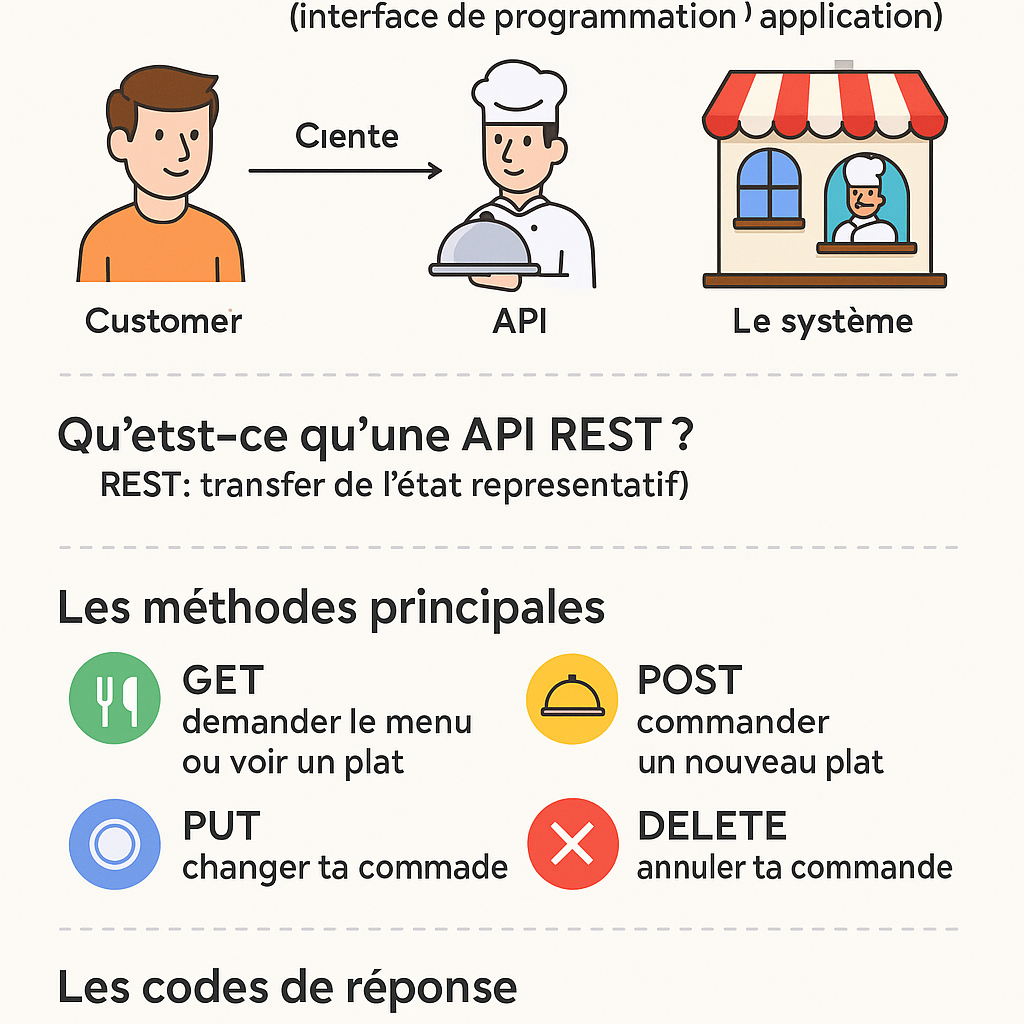 (interface de programmation ) application)
Cıente
Customer
API
Le système
Qu'etst-ce qu'une API REST ?
REST: transfer de l'état representatif)
Les méthodes principales
GET
demander le menu
ou voir un plat
POST
commander
un nouveau plat
PUT
changer ta commade
DELETE
annuler ta commande
Les codes de réponse